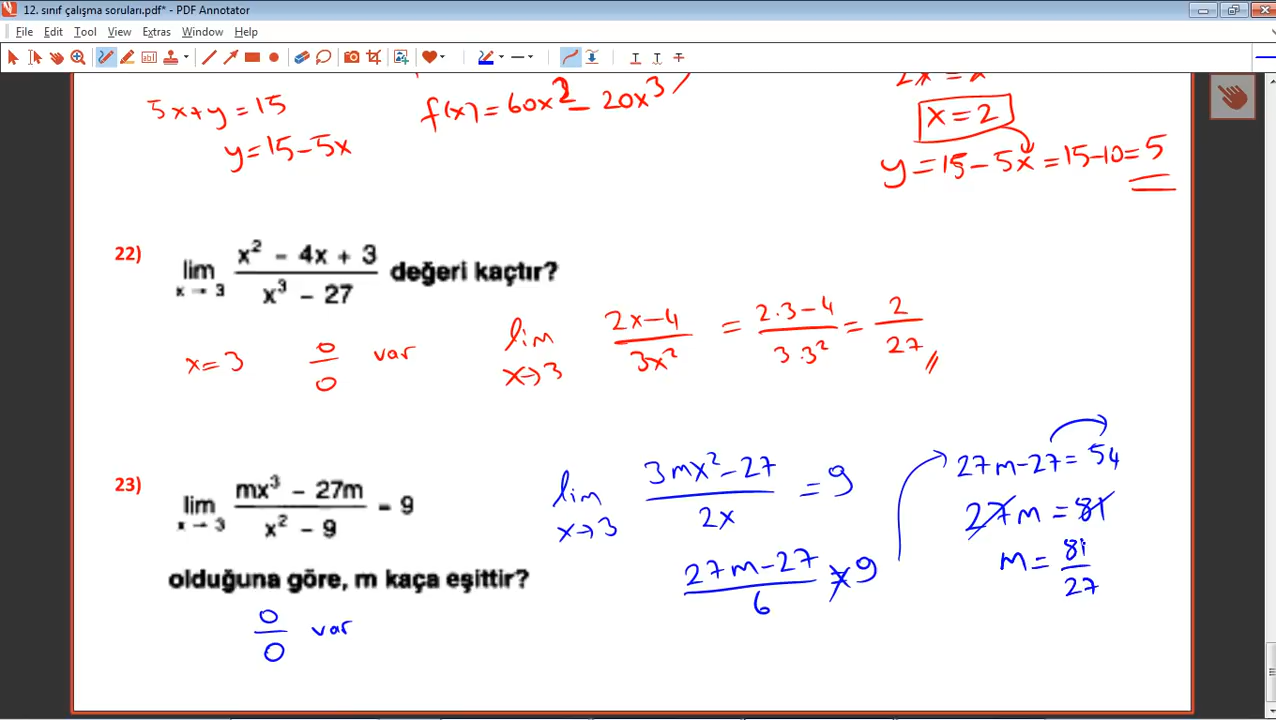 12. sınıf çalışma soruları.pdf* - PDF Annotator
File Edit Tool View Extras Window Help
5x+y=15
f(x)=60x²-20x³
y=15-5x
x=2
y=15-5x=15-10=5
22) lim x→3 (x² - 4x + 3)/(x³ - 27) değeri kaçtır?
x=3 0/0 var lim x→3 (2x-4)/(3x²) = (2.3-4)/(3.3²) = 2/27
23) lim x→3 (mx³ - 27m)/(x² - 9) = 9
olduğuna göre, m kaça eşittir?
0/0 var
lim x→3 (3mx²-27)/(2x) = 9
(27m-27)/6 = 9
27m-27=54
27m=81
m=81/27